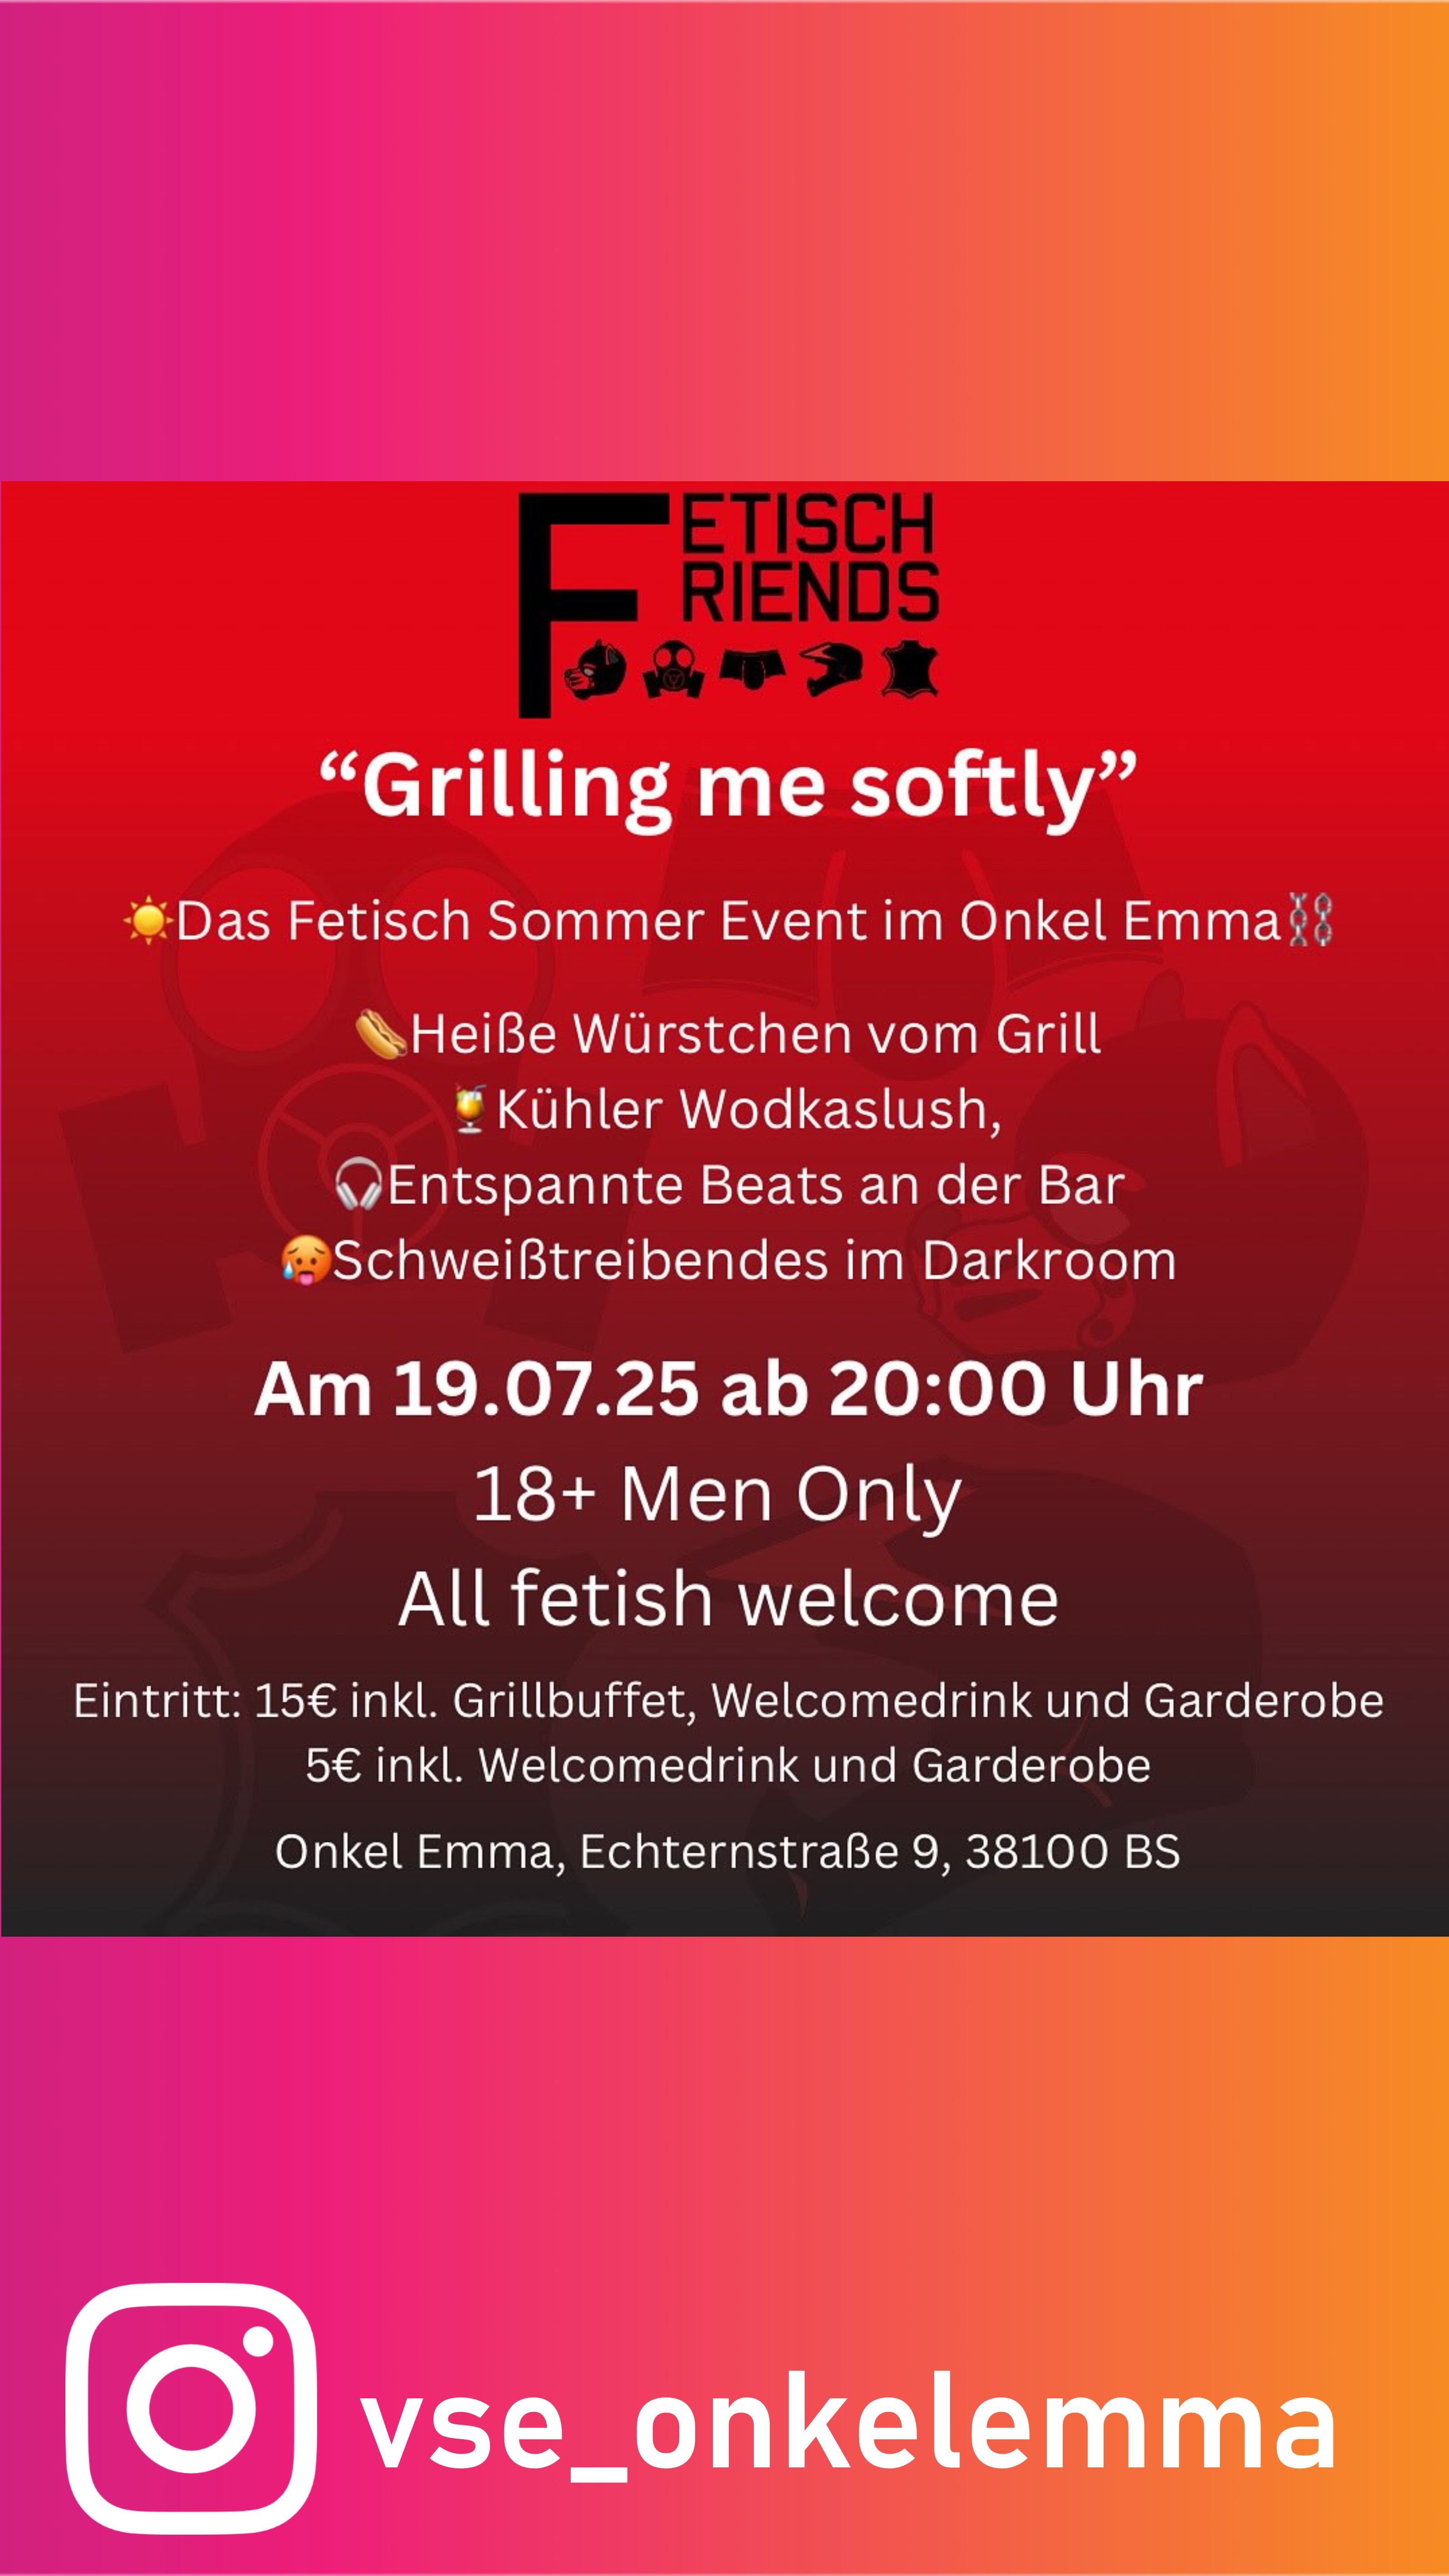 FETISCH
FRIENDS
“Grilling me softly”
☀️Das Fetisch Sommer Event im Onkel Emma⛓️
🌭Heiße Würstchen vom Grill
🍹Kühler Wodkaslush,
🎧Entspannte Beats an der Bar
🥵Schweißtreibendes im Darkroom
Am 19.07.25 ab 20:00 Uhr
18+ Men Only
All fetish welcome
Eintritt: 15€ inkl. Grillbuffet, Welcomedrink und Garderobe
5€ inkl. Welcomedrink und Garderobe
Onkel Emma, Echternstraße 9, 38100 BS
vse_onkelemma